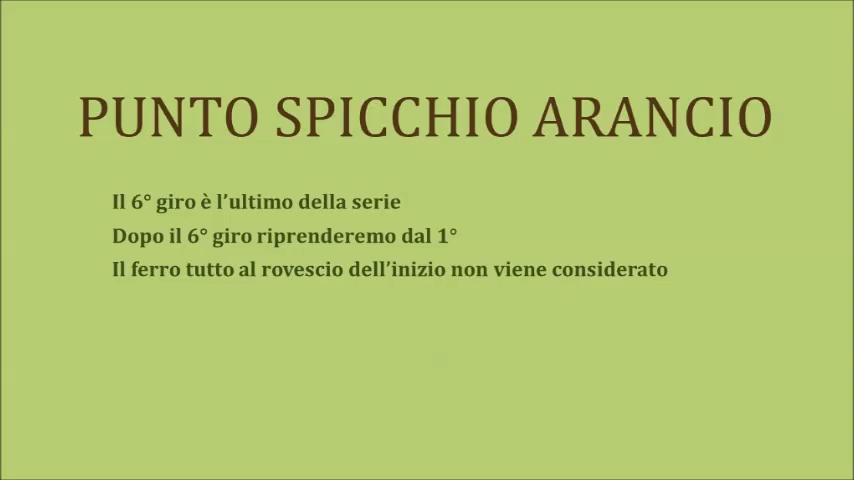 PUNTO SPICCHIO ARANCIO
Il 6° giro è l’ultimo della serie
Dopo il 6° giro riprenderemo dal 1°
Il ferro tutto al rovescio dell’inizio non viene considerato